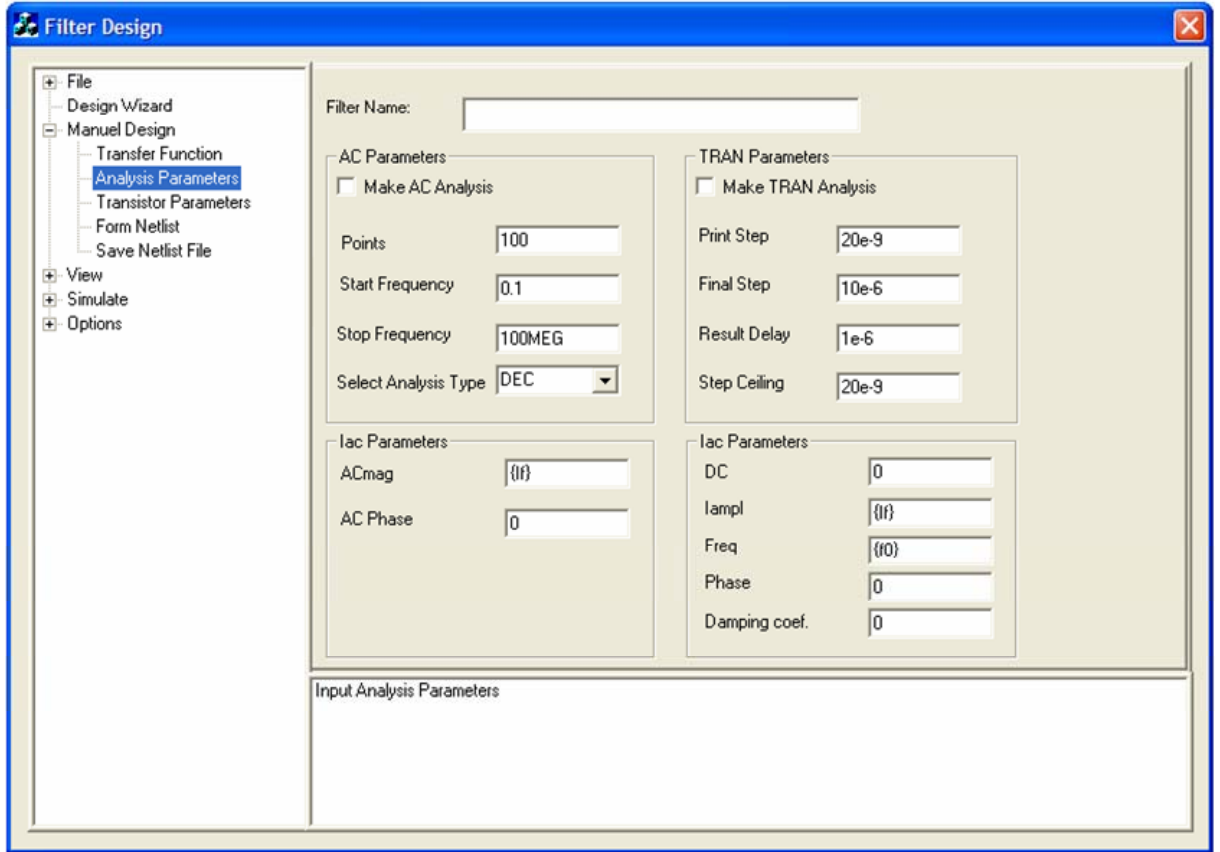 Filter Design
File
Design Wizard
Manuel Design
Transfer Function
Analysis Parameters
Transistor Parameters
Form Netlist
Save Netlist File
View
Simulate
Options
Filter Name:
AC Parameters
Make AC Analysis
Points 100
Start Frequency 0.1
Stop Frequency 100MEG
Select Analysis Type DEC
TRAN Parameters
Make TRAN Analysis
Print Step 20e-9
Final Step 10e-6
Result Delay 1e-6
Step Ceiling 20e-9
Iac Parameters
ACmag {If}
AC Phase 0
Iac Parameters
DC 0
Iampl {If}
Freq {f0}
Phase 0
Damping coef. 0
Input Analysis Parameters